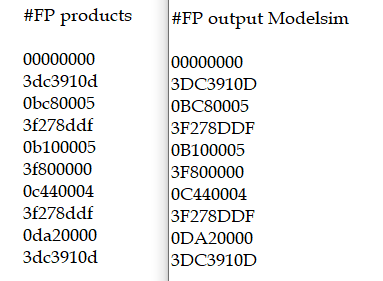 #FP products
00000000
3dc3910d
0bc80005
3f278ddf
0b100005
3f800000
0c440004
3f278ddf
0da20000
3dc3910d
#FP output Modelsim
00000000
3DC3910D
0BC80005
3F278DDF
0B100005
3F800000
0C440004
3F278DDF
0DA20000
3DC3910D